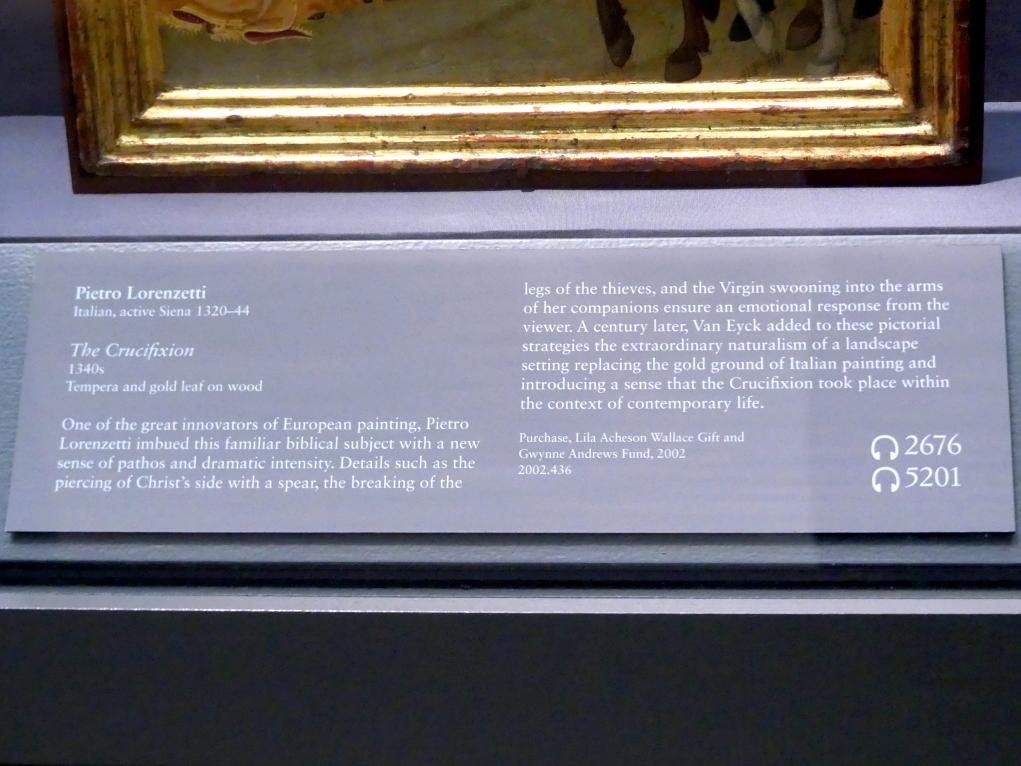 Pietro Lorenzetti
Italian, active Siena 1320–44
The Crucifixion
1340s
Tempera and gold leaf on wood
One of the great innovators of European painting, Pietro
Lorenzetti imbued this familiar biblical subject with a new
sense of pathos and dramatic intensity. Details such as the
piercing of Christ's side with a spear, the breaking of the
legs of the thieves, and the Virgin swooning into the arms
of her companions ensure an emotional response from the
viewer. A century later, Van Eyck added to these pictorial
strategies the extraordinary naturalism of a landscape
setting replacing the gold ground of Italian painting and
introducing a sense that the Crucifixion took place within
the context of contemporary life.
Purchase, Lila Acheson Wallace Gift and
Gwynne Andrews Fund, 2002
2002.436
2676
5201